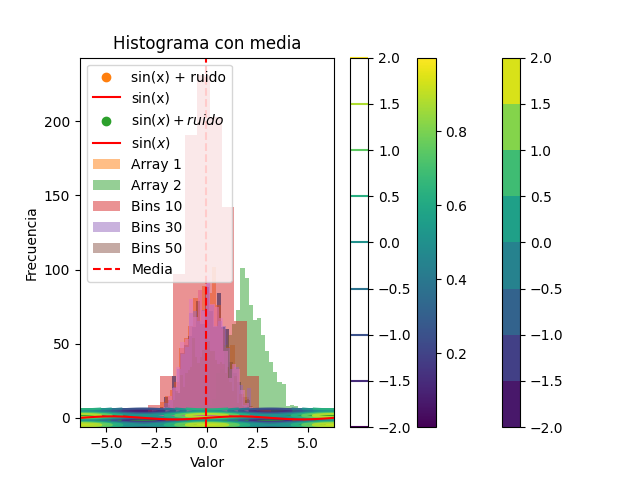 Histograma con media
sin(x) + ruido
sin(x)
sin(x) + ruido
sin(x)
Array 1
Array 2
Bins 10
Bins 30
Bins 50
Media
Frecuencia
200
150
100
50
0
−5.0 −2.5 0.0 2.5 5.0
Valor
2.0
1.5
1.0
0.5
0.0
−0.5
−1.0
−1.5
−2.0
0.8
0.6
0.4
0.2
2.0
1.5
1.0
0.5
0.0
−0.5
−1.0
−1.5
−2.0